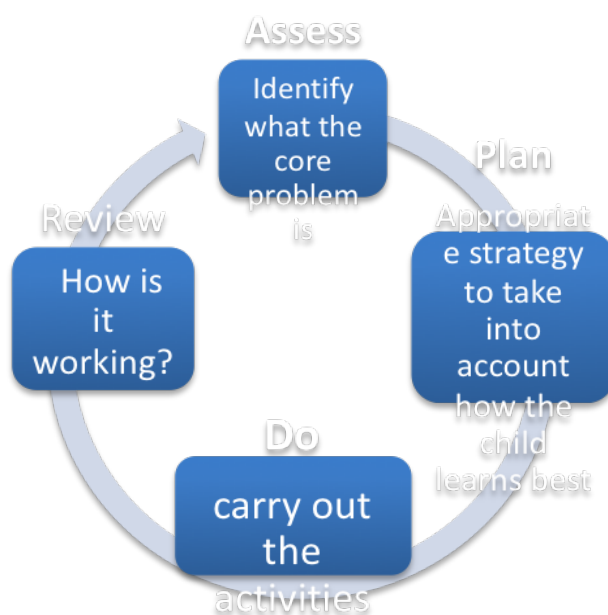 Assess
Identify
what the
core
problem
is
Plan
Appropriat
e strategy
to take
into
account
how the
child
learns best
Do
carry out
the
activities
Review
How is
it
working?